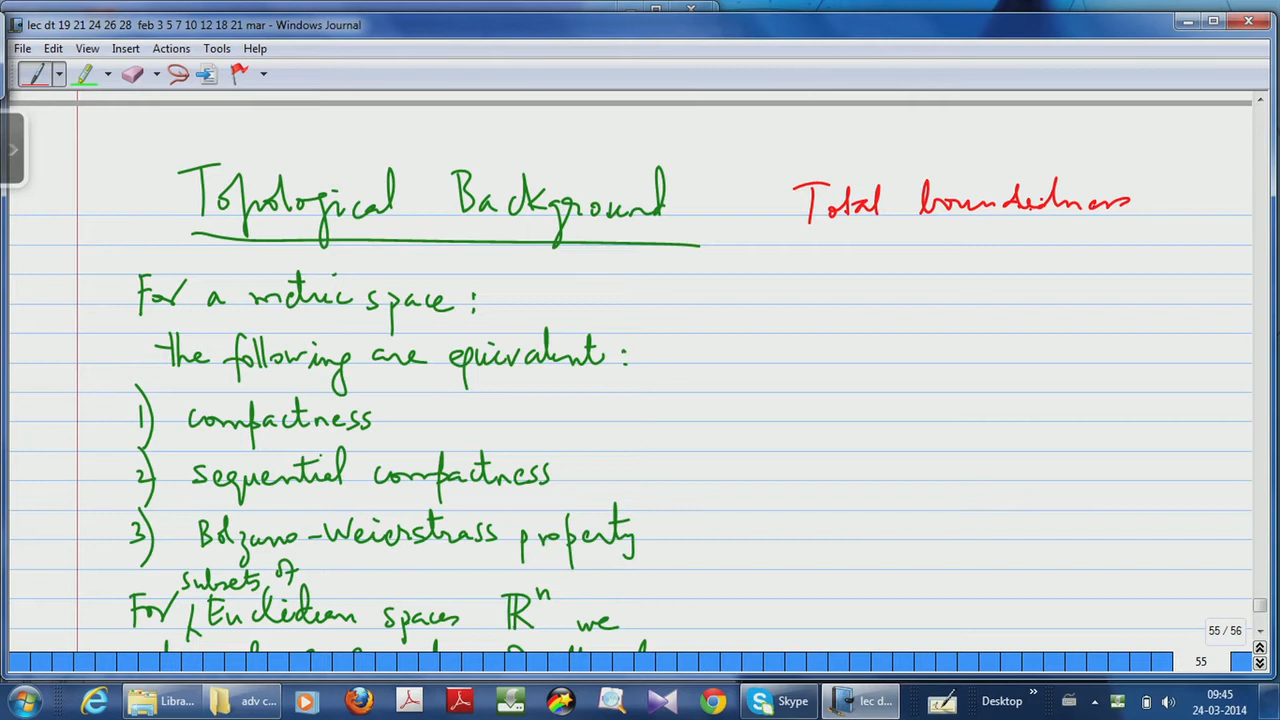 lec dt 19 21 24 26 28 feb 3 5 7 10 12 18 21 mar - Windows Journal
File Edit View Insert Actions Tools Help
Topological Background
Total boundedness
For a metric space :
the following are equivalent :
1) compactness
2) sequential compactness
3) Bolzano-Weierstrass property
subsets of
For Euclidean spaces ℝⁿ we
55 / 56
55
Libra... adv c... Skype lec d... Desktop
09:45
24-03-2014